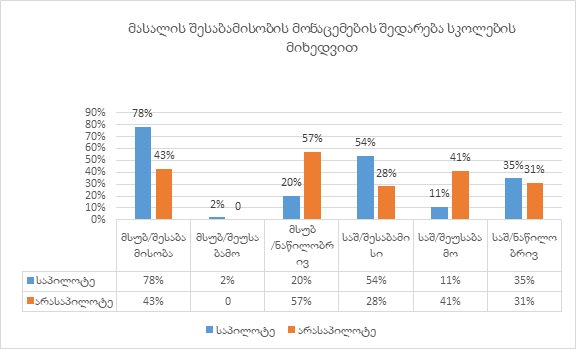 მასალის შესაბამისობის მონაცემების შედარება სკოლების
მიხედვით
90%
80%
70%
60%
50%
40%
30%
20%
10%
0%
78% 43% 2% 0 20% 57% 54% 28% 11% 41% 35% 31%
მსუბ/შესაბა მსუბ/შეუსა მსუბ საშ/შესაბამი საშ/შეუსაბა საშ/ნაწილო
მისობა ბამო /ნაწილობრ სი მო ბრივ
ივ
საპილოტე 78% 2% 20% 54% 11% 35%
არასაპილოტე 43% 0 57% 28% 41% 31%
საპილოტე არასაპილოტე